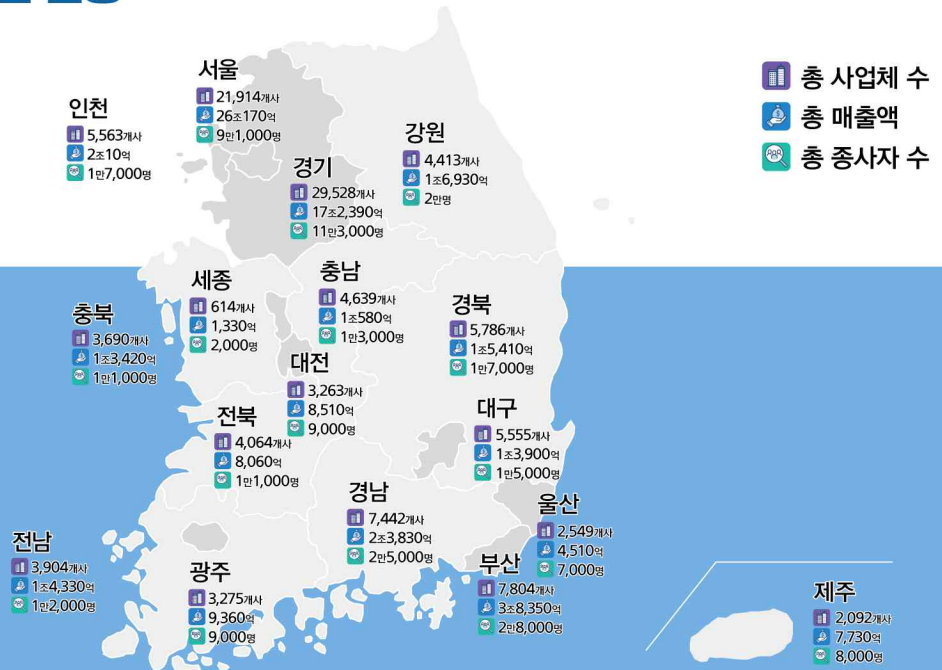 서울
21,914개사
26조170억
9만1,000명
인천
5,563개사
2조10억
1만7,000명
강원
4,413개사
1조6,930억
2만명
경기
29,528개사
17조2,390억
11만3,000명
총 사업체 수
총 매출액
총 종사자 수
세종
614개사
1,330억
2,000명
충남
4,639개사
1조580억
1만3,000명
경북
5,786개사
1조5,410억
1만7,000명
충북
3,690개사
1조3,420억
1만1,000명
대전
3,263개사
8,510억
9,000명
전북
4,064개사
8,060억
1만1,000명
대구
5,555개사
1조3,900억
1만5,000명
경남
7,442개사
2조3,830억
2만5,000명
울산
2,549개사
4,510억
7,000명
전남
3,904개사
1조4,330억
1만2,000명
광주
3,275개사
9,360억
9,000명
부산
7,804개사
3조8,350억
2만8,000명
제주
2,092개사
7,730억
8,000명